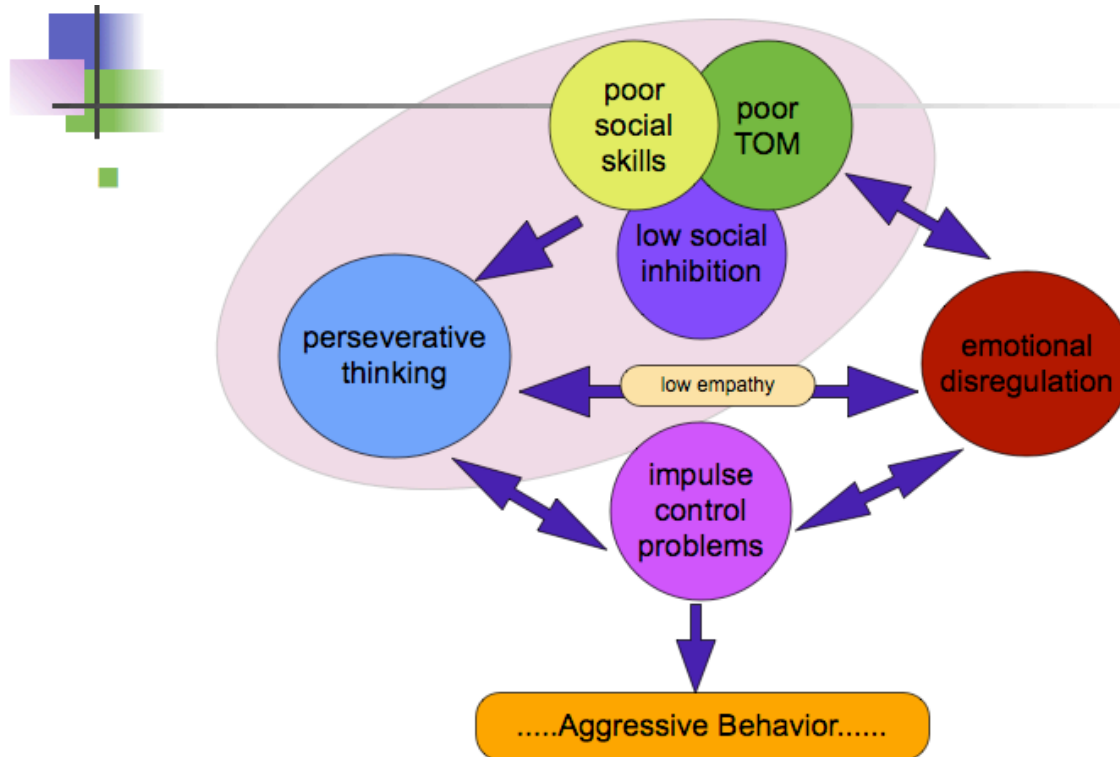 poor
social
skills
poor
TOM
low social
inhibition
perseverative
thinking
low empathy
emotional
disregulation
impulse
control
problems
.....Aggressive Behavior......